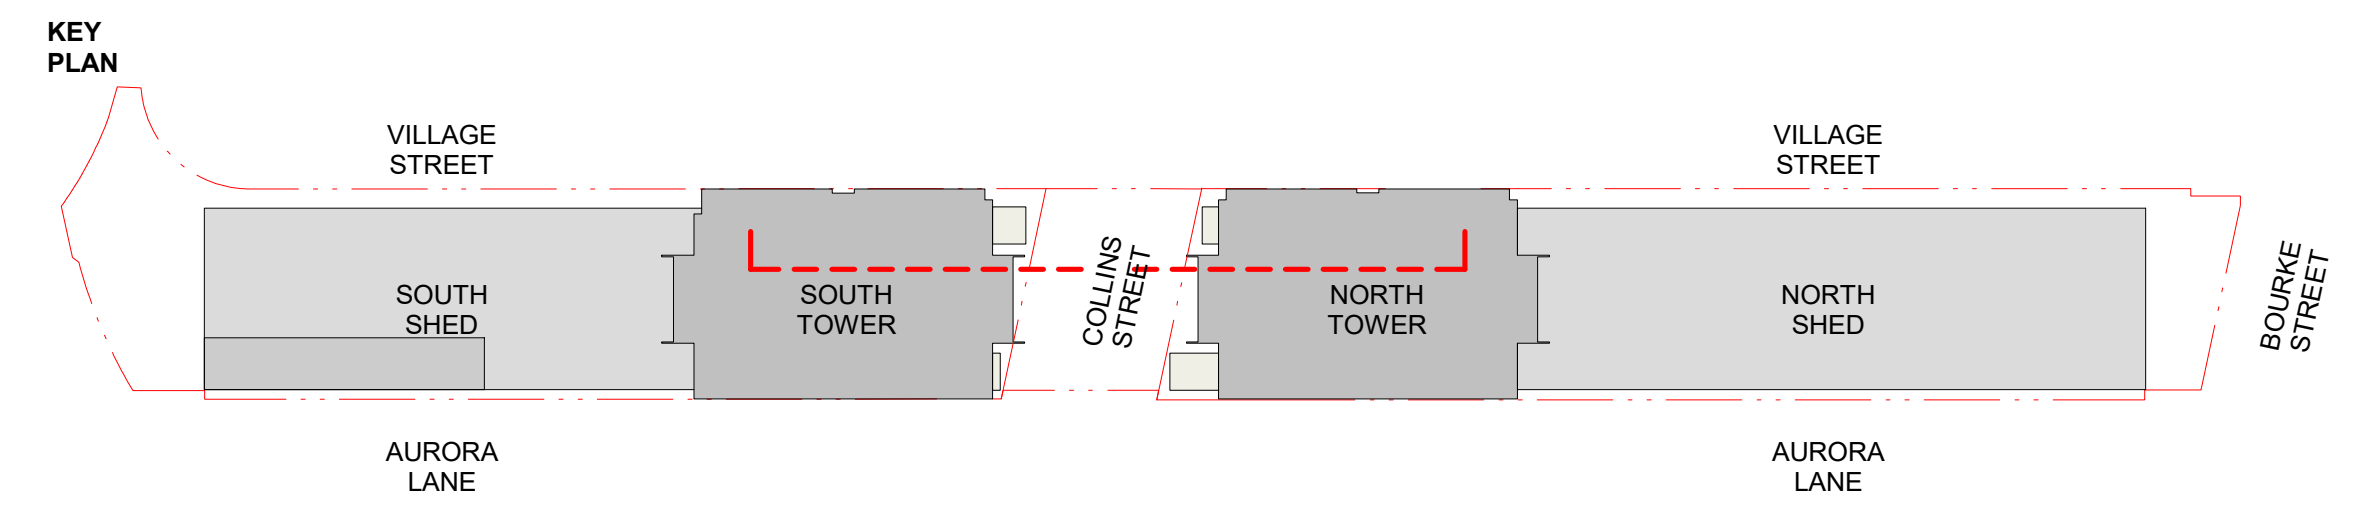 KEY
PLAN
VILLAGE
STREET
VILLAGE
STREET
SOUTH
SHED
SOUTH
TOWER
COLLINS
STREET
NORTH
TOWER
NORTH
SHED
BOURKE
STREET
AURORA
LANE
AURORA
LANE